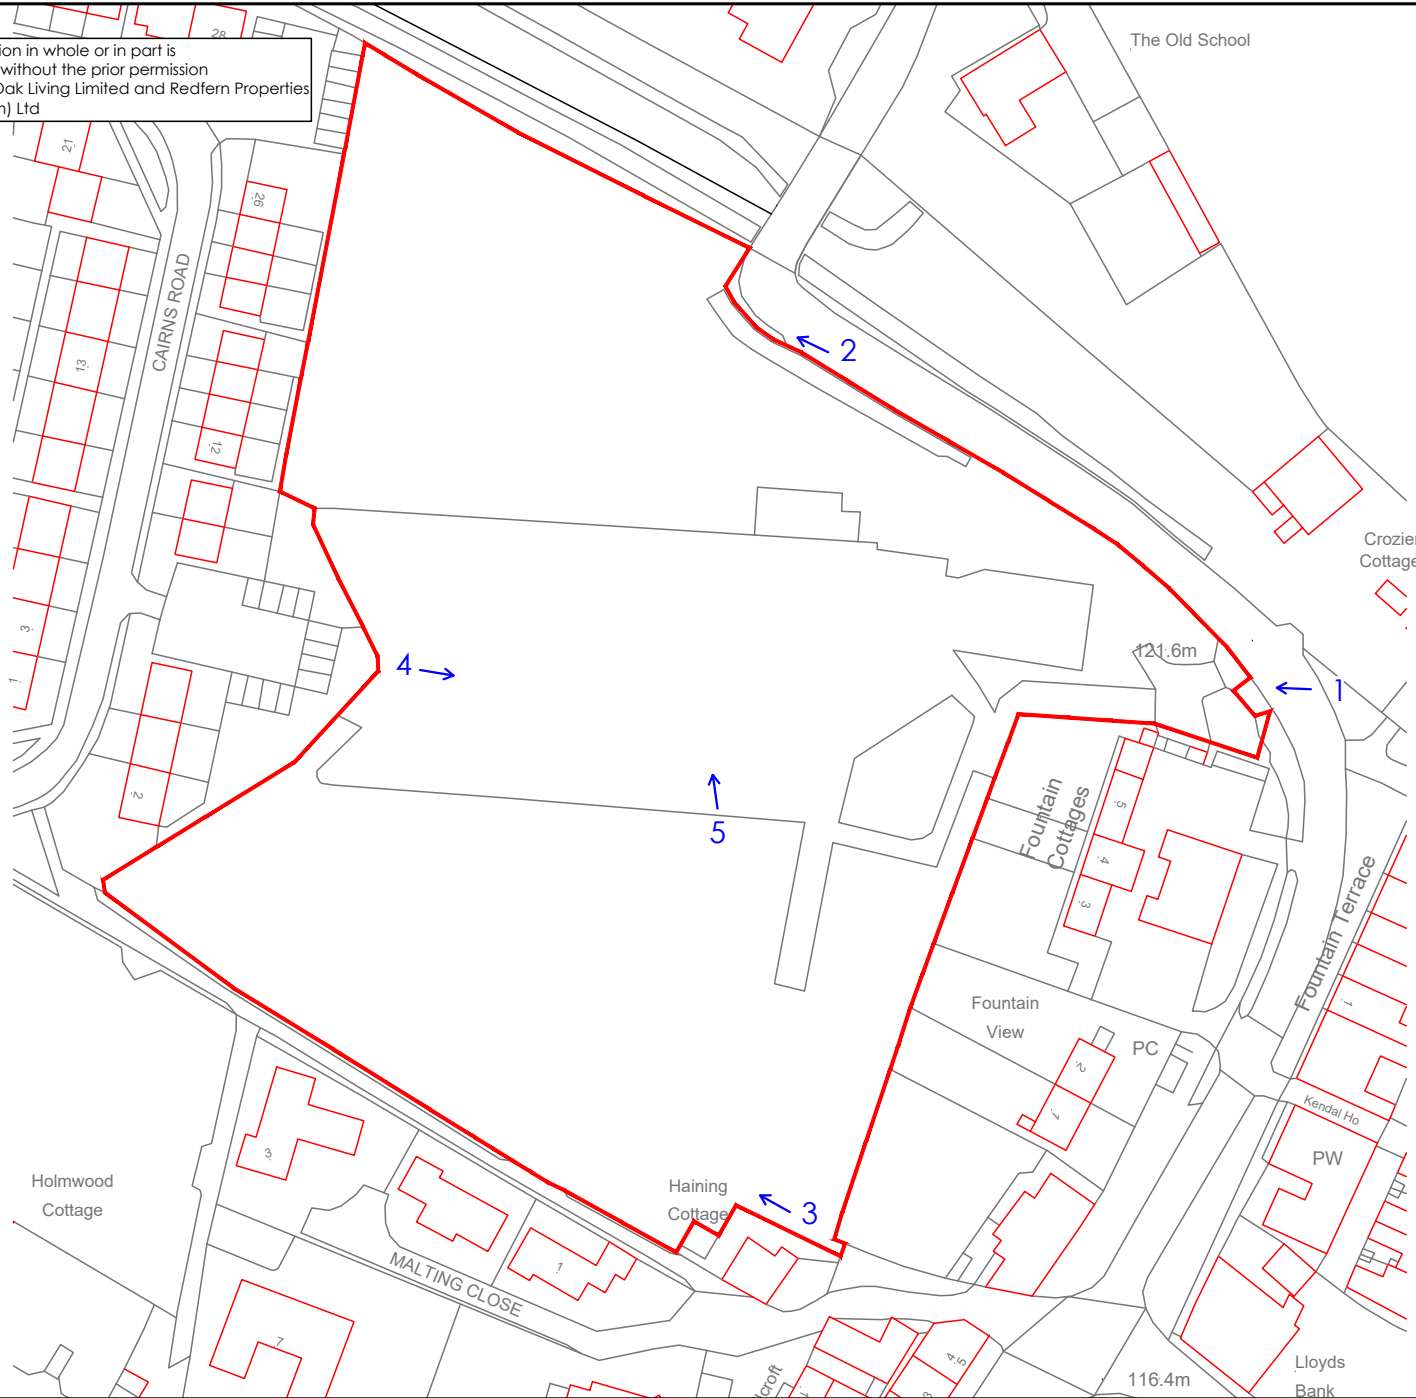 ion in whole or in part is
without the prior permission
Oak Living Limited and Redfern Properties
) Ltd
28
The Old School
21
26
CAIRNS ROAD
2
13
12
Crozier
Cottage
3
121.6m
4
1
1
2
5
Fountain
Cottages
5
4
3
Fountain Terrace
1
Fountain
View
PC
2
1
Kendal Ho
PW
3
Holmwood
Cottage
Haining
Cottage
3
MALTING CLOSE
1
7
croft
4.5
3
1
116.4m
Lloyds
Bank